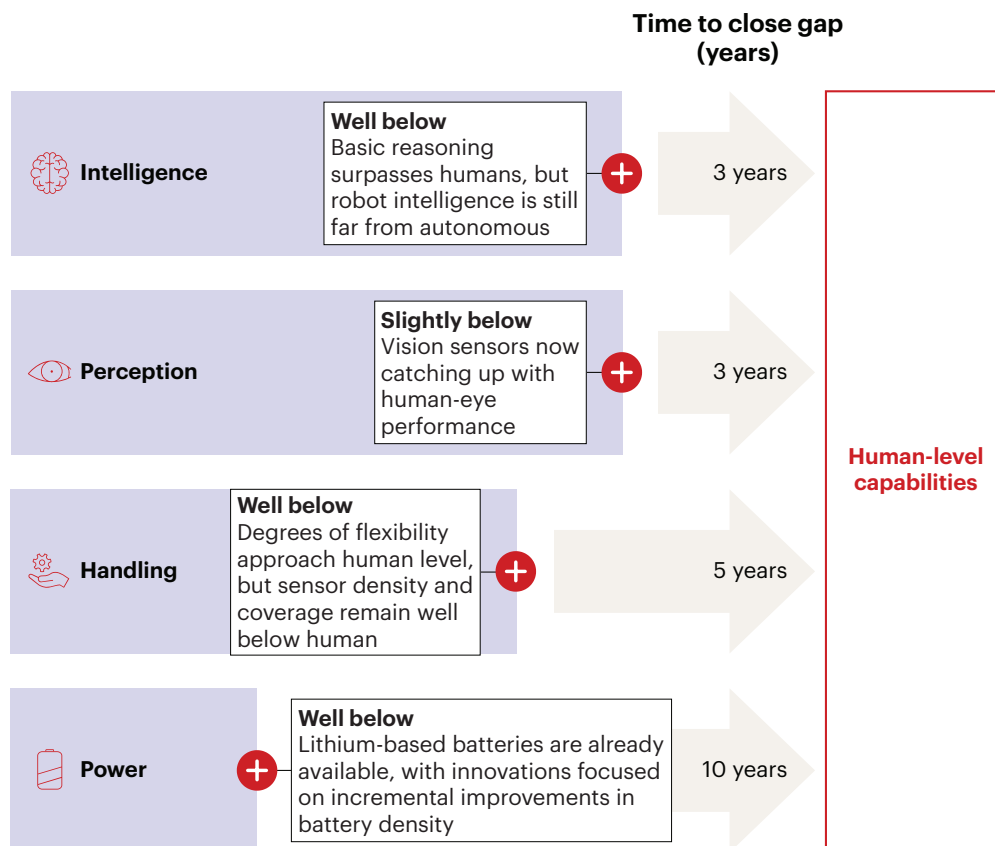 Time to close gap
(years)
Intelligence
Well below
Basic reasoning
surpasses humans, but
robot intelligence is still
far from autonomous
3 years
Perception
Slightly below
Vision sensors now
catching up with
human-eye
performance
3 years
Human-level
capabilities
Handling
Well below
Degrees of flexibility
approach human level,
but sensor density and
coverage remain well
below human
5 years
Power
Well below
Lithium-based batteries are already
available, with innovations focused
on incremental improvements in
battery density
10 years